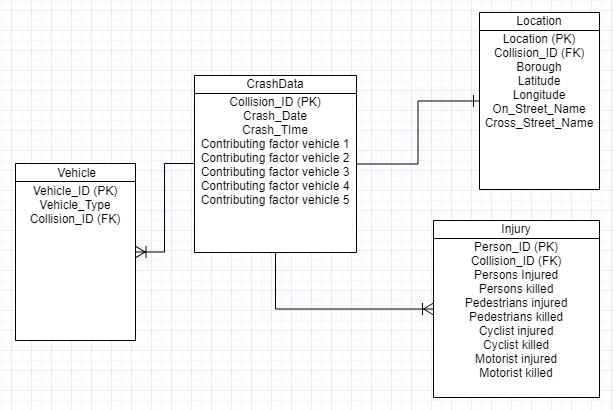 Location
Location (PK)
Collision_ID (FK)
Borough
Latitude
Longitude
On_Street_Name
Cross_Street_Name
CrashData
Collision_ID (PK)
Crash_Date
Crash_TIme
Contributing factor vehicle 1
Contributing factor vehicle 2
Contributing factor vehicle 3
Contributing factor vehicle 4
Contributing factor vehicle 5
Vehicle
Vehicle_ID (PK)
Vehicle_Type
Collision_ID (FK)
Injury
Person_ID (PK)
Collision_ID (FK)
Persons Injured
Persons killed
Pedestrians injured
Pedestrians killed
Cyclist injured
Cyclist killed
Motorist injured
Motorist killed